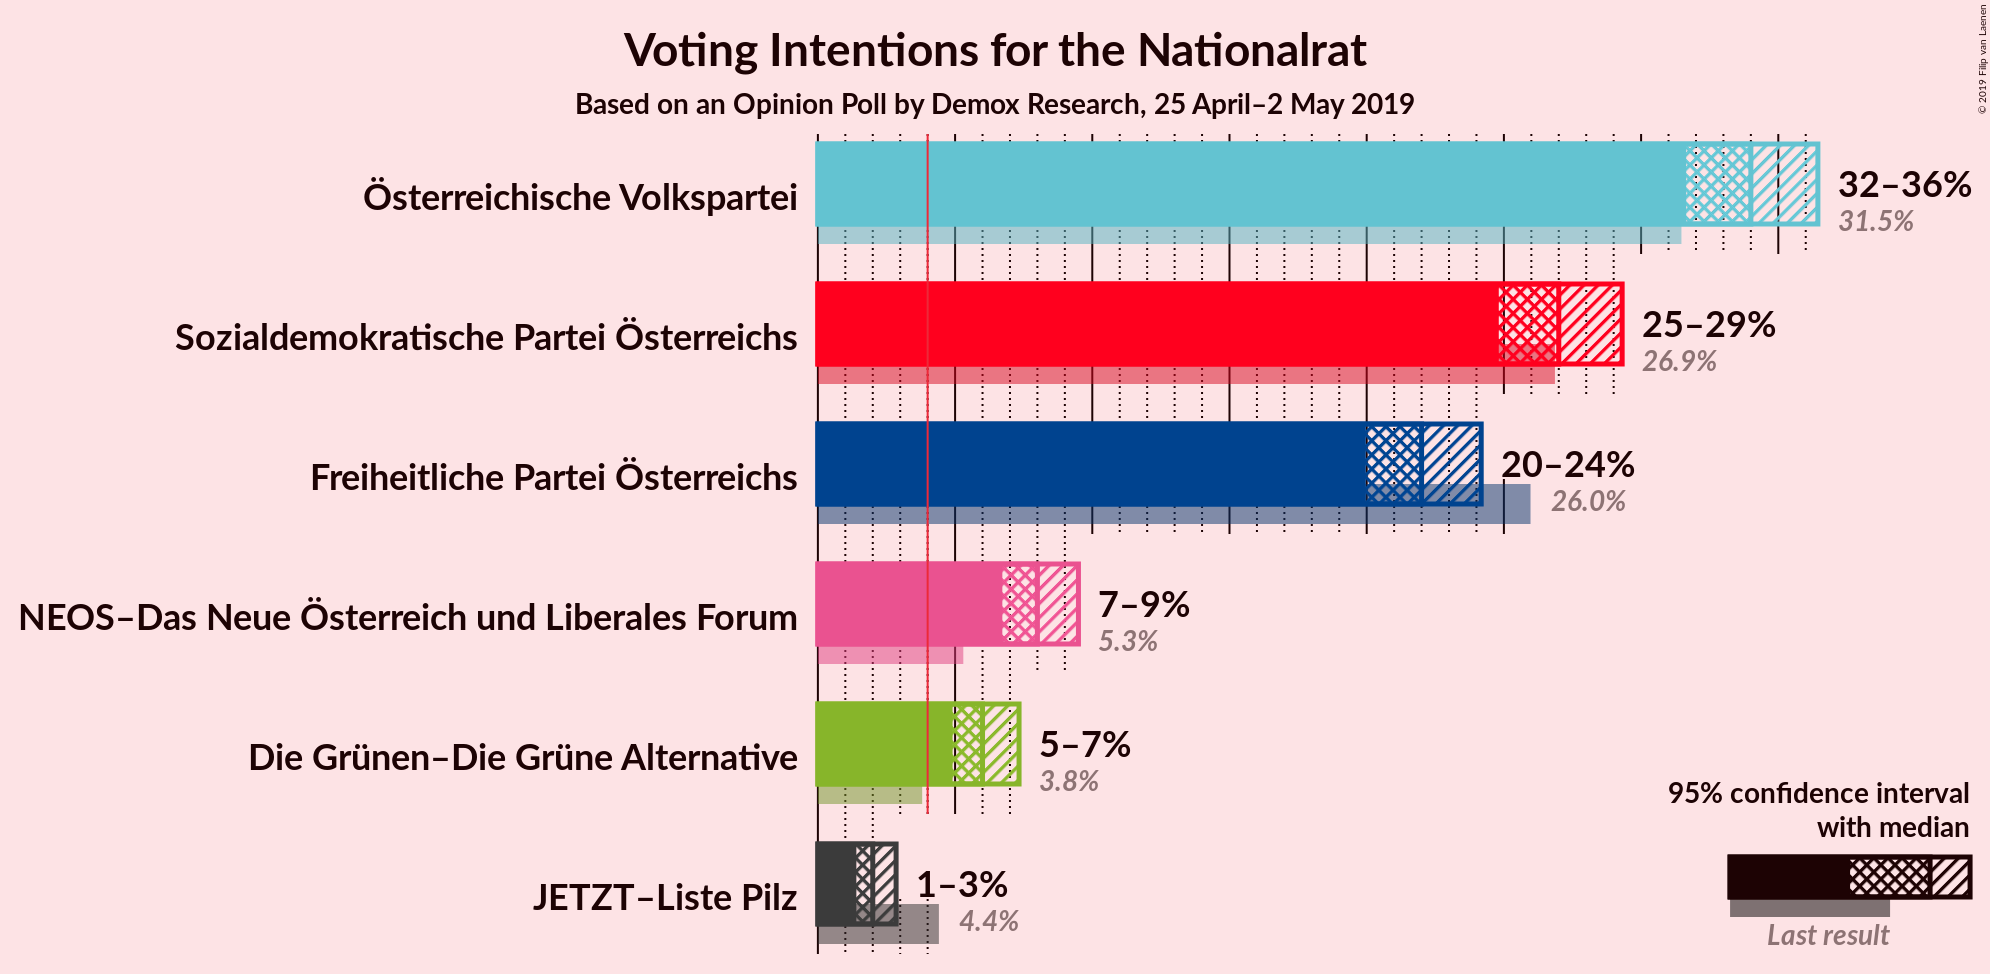 Voting Intentions for the Nationalrat
Based on an Opinion Poll by Demox Research, 25 April–2 May 2019
© 2019 Filip van Laenen
Österreichische Volkspartei
32–36%
31.5%
Sozialdemokratische Partei Österreichs
25–29%
26.9%
Freiheitliche Partei Österreichs
20–24%
26.0%
NEOS–Das Neue Österreich und Liberales Forum
7–9%
5.3%
Die Grünen–Die Grüne Alternative
5–7%
3.8%
JETZT–Liste Pilz
1–3%
4.4%
95% confidence interval
with median
Last result